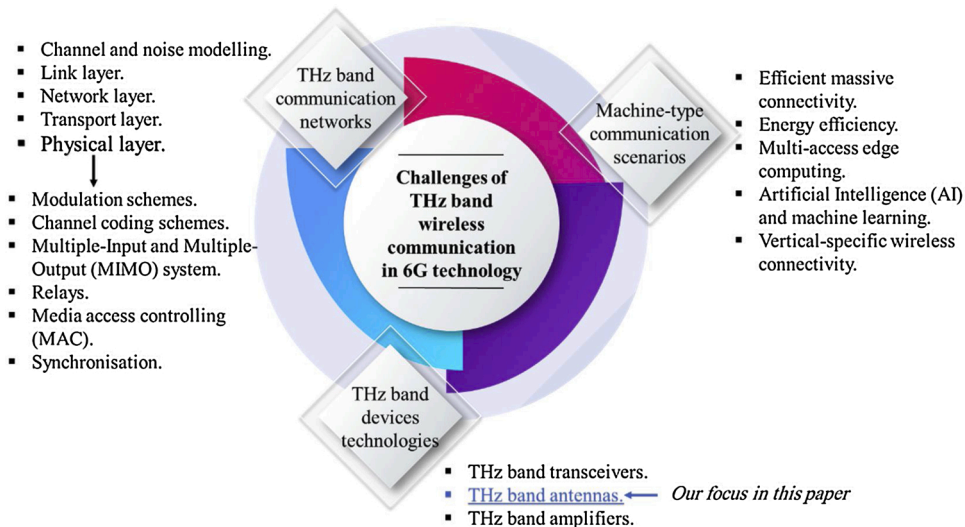 ▪ Channel and noise modelling.
▪ Link layer.
▪ Network layer.
▪ Transport layer.
▪ Physical layer.
▪ Modulation schemes.
▪ Channel coding schemes.
▪ Multiple-Input and Multiple-
Output (MIMO) system.
▪ Relays.
▪ Media access controlling
(MAC).
▪ Synchronisation.
THz band
communication
networks
Challenges of
THz band
wireless
communication
in 6G technology
Machine-type
communication
scenarios
▪ Efficient massive
connectivity.
▪ Energy efficiency.
▪ Multi-access edge
computing.
▪ Artificial Intelligence (AI)
and machine learning.
▪ Vertical-specific wireless
connectivity.
THz band
devices
technologies
▪ THz band transceivers.
▪ THz band antennas. Our focus in this paper
▪ THz band amplifiers.